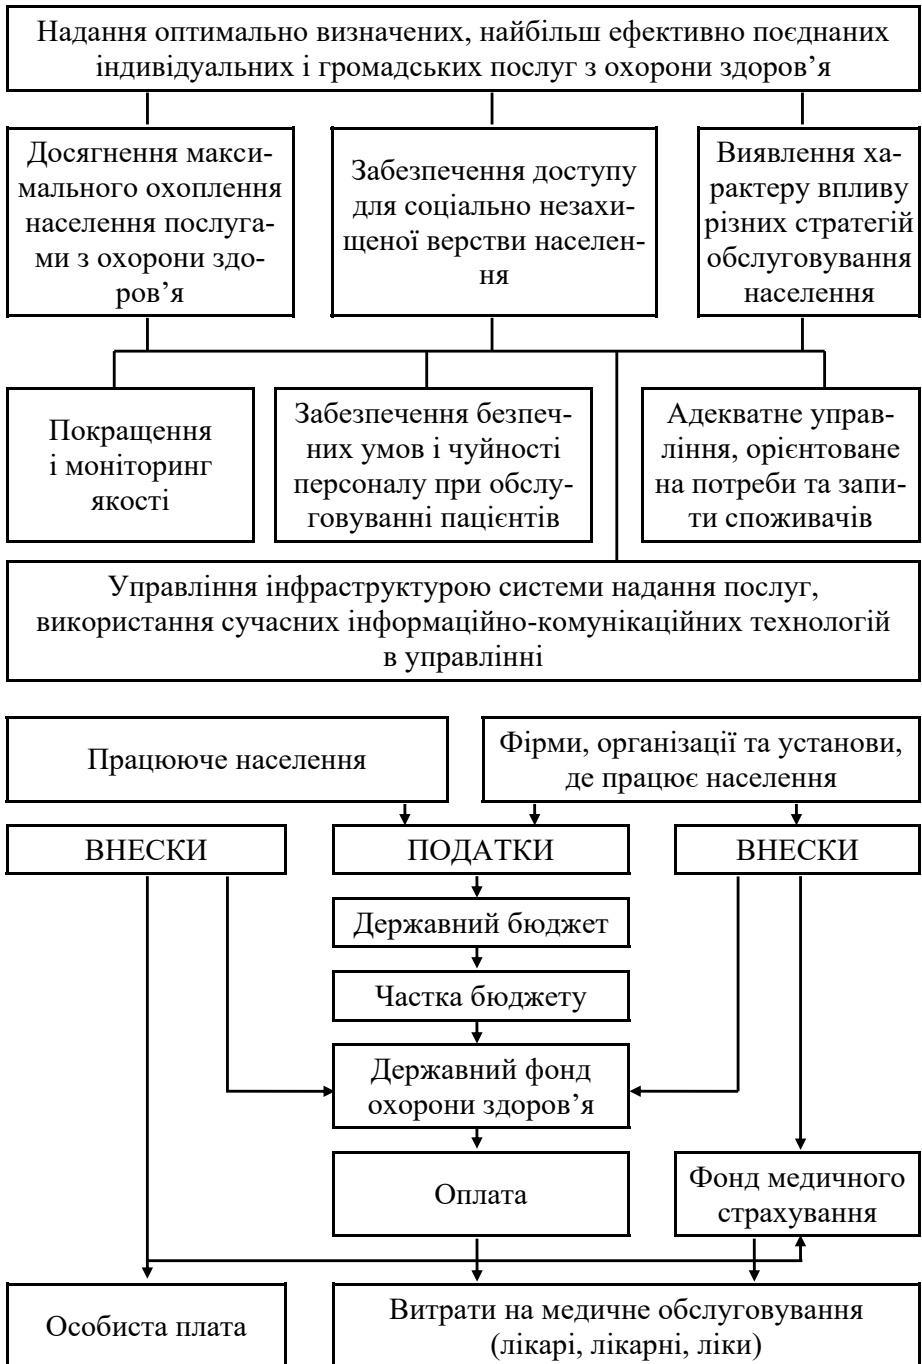 Надання оптимально визначених, найбільш ефективно поєднаних
індивідуальних і громадських послуг з охорони здоров’я
Досягнення макси-
мального охоплення
населення послуга-
ми з охорони здо-
ров’я
Забезпечення доступу
для соціально незахи-
щеної верстви населен-
ня
Виявлення ха-
рактеру впливу
різних стратегій
обслуговування
населення
Покращення
і моніторинг
якості
Забезпечення безпеч-
них умов і чуйності
персоналу при обслу-
говуванні пацієнтів
Адекватне управ-
ління, орієнтоване
на потреби та запи-
ти споживачів
Управління інфраструктурою системи надання послуг,
використання сучасних інформаційно-комунікаційних технологій
в управлінні
Працююче населення
Фірми, організації та установи,
де працює населення
ВНЕСКИ
ПОДАТКИ
ВНЕСКИ
Державний бюджет
Частка бюджету
Державний фонд
охорони здоров’я
Оплата
Фонд медичного
страхування
Особиста плата
Витрати на медичне обслуговування
(лікарі, лікарні, ліки)